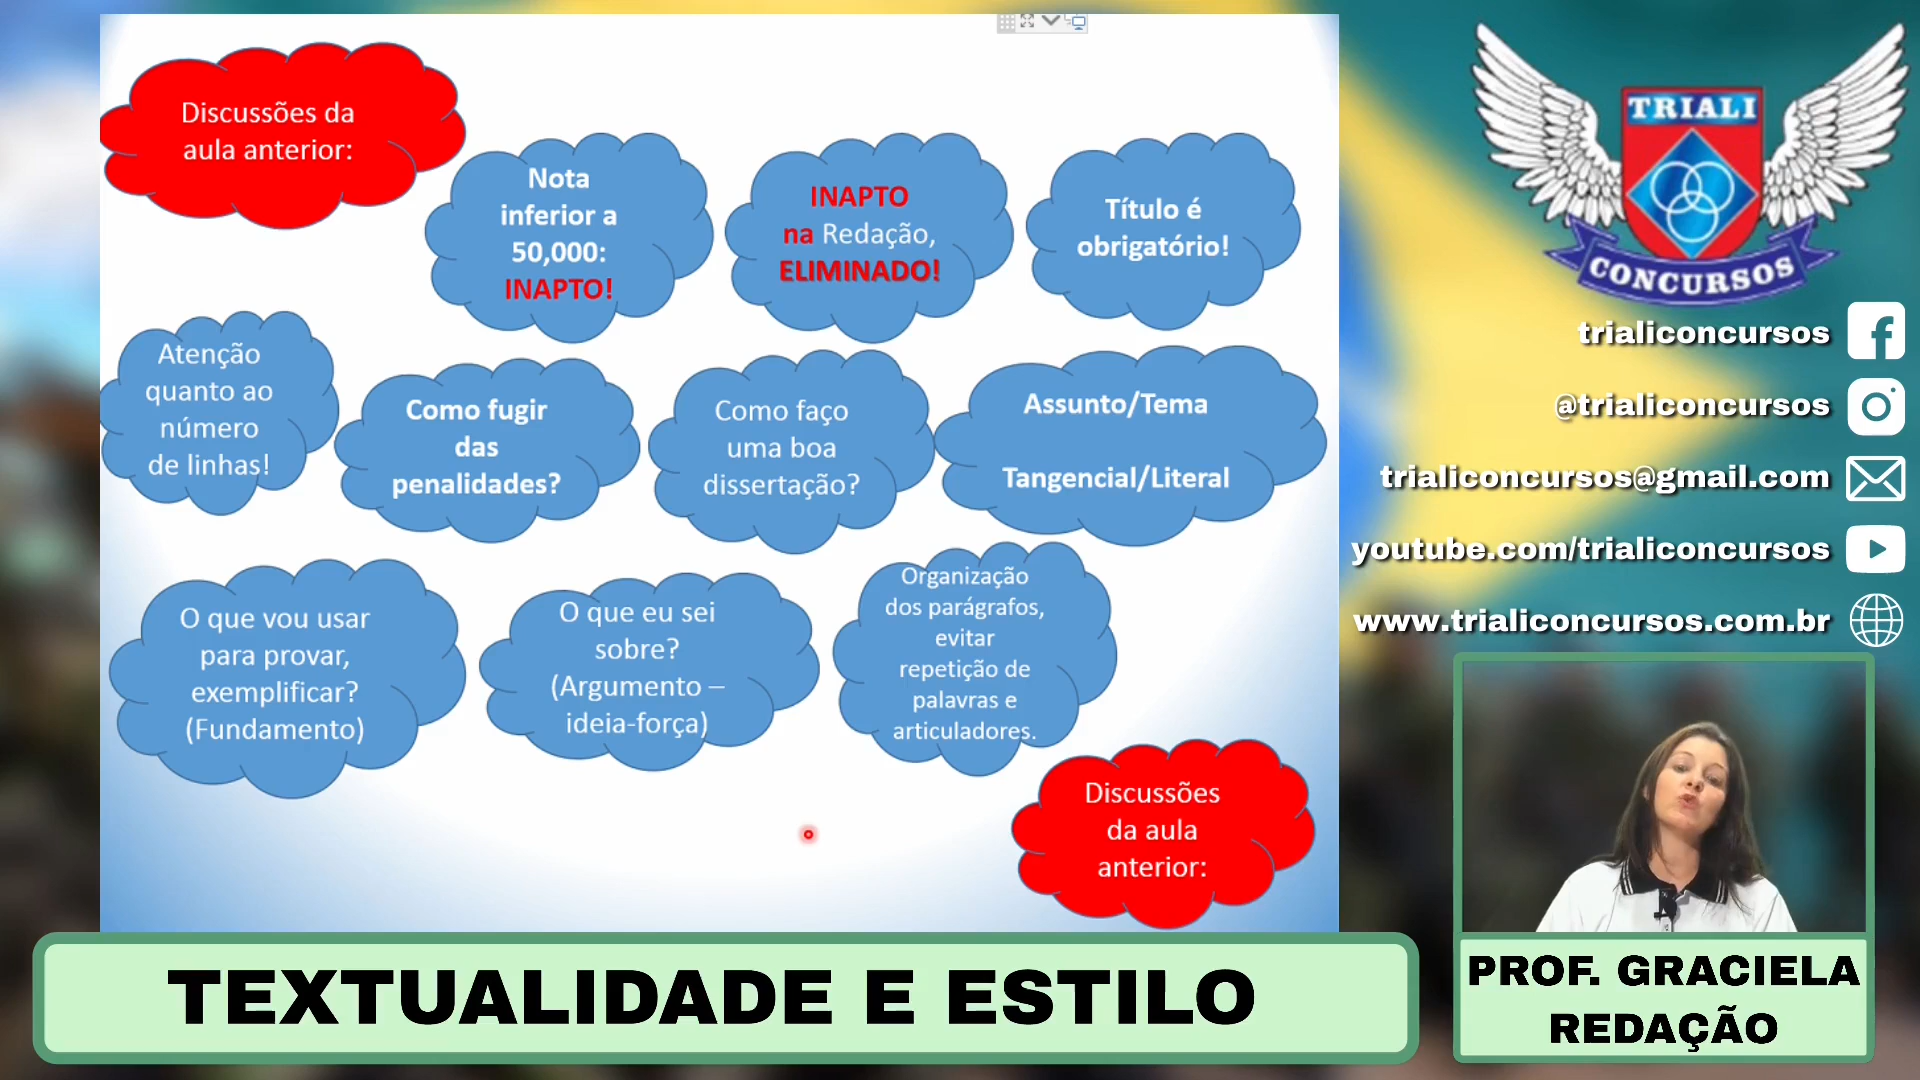 Discussões da
aula anterior:
Nota
inferior a
50,000:
INAPTO!
INAPTO
na Redação,
ELIMINADO!
Título é
obrigatório!
Atenção
quanto ao
número
de linhas!
Como fugir
das
penalidades?
Como faço
uma boa
dissertação?
Assunto/Tema
Tangencial/Literal
O que vou usar
para provar,
exemplificar?
(Fundamento)
O que eu sei
sobre?
(Argumento –
ideia-força)
Organização
dos parágrafos,
evitar
repetição de
palavras e
articuladores.
Discussões
da aula
anterior:
TRIALI
CONCURSOS
trialiconcursos
@trialiconcursos
trialiconcursos@gmail.com
youtube.com/trialiconcursos
www.trialiconcursos.com.br
TEXTUALIDADE E ESTILO
PROF. GRACIELA
REDAÇÃO